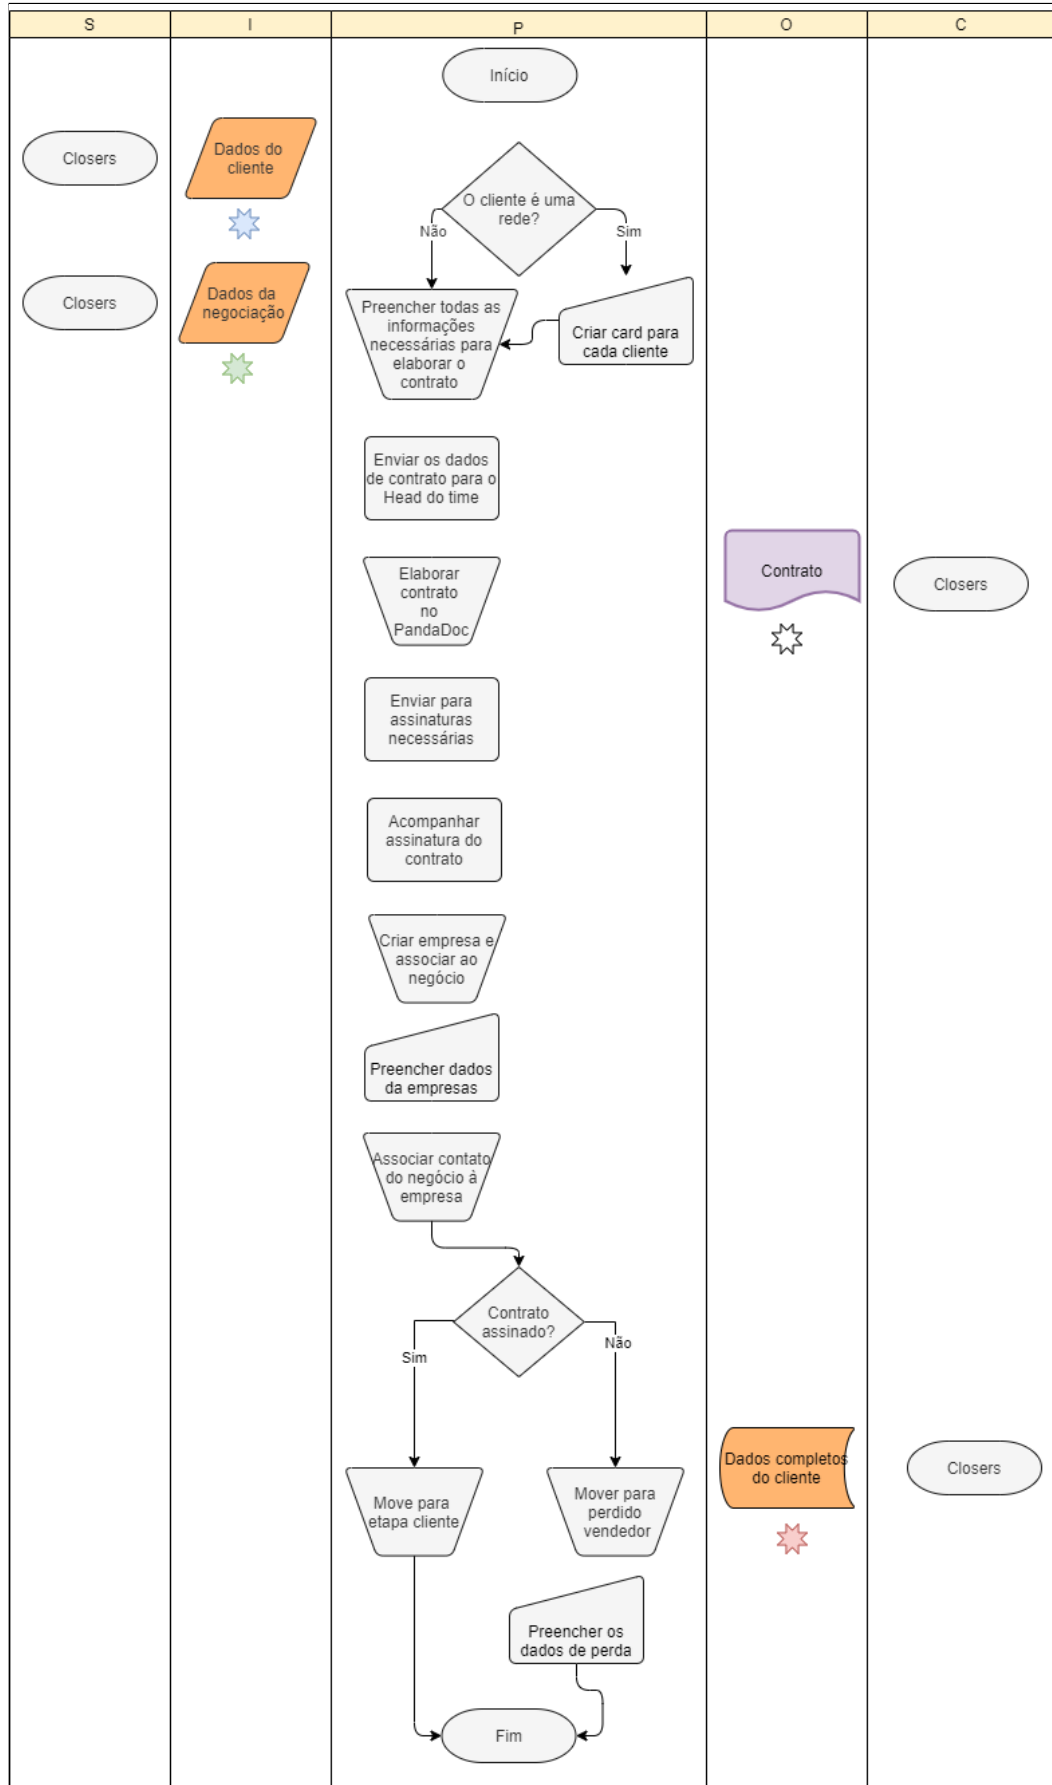 S
I
P
O
C
Início
Closers
Dados do
cliente
O cliente é uma
rede?
Não
Sim
Closers
Dados da
negociação
Preencher todas as
informações
necessárias para
elaborar o
contrato
Criar card para
cada cliente
Enviar os dados
de contrato para o
Head do time
Elaborar
contrato
no
PandaDoc
Contrato
Closers
Enviar para
assinaturas
necessárias
Acompanhar
assinatura do
contrato
Criar empresa e
associar ao
negócio
Preencher dados
da empresas
Associar contato
do negócio à
empresa
Contrato
assinado?
Sim
Não
Move para
etapa cliente
Mover para
perdido
vendedor
Dados completos
do cliente
Closers
Preencher os
dados de perda
Fim